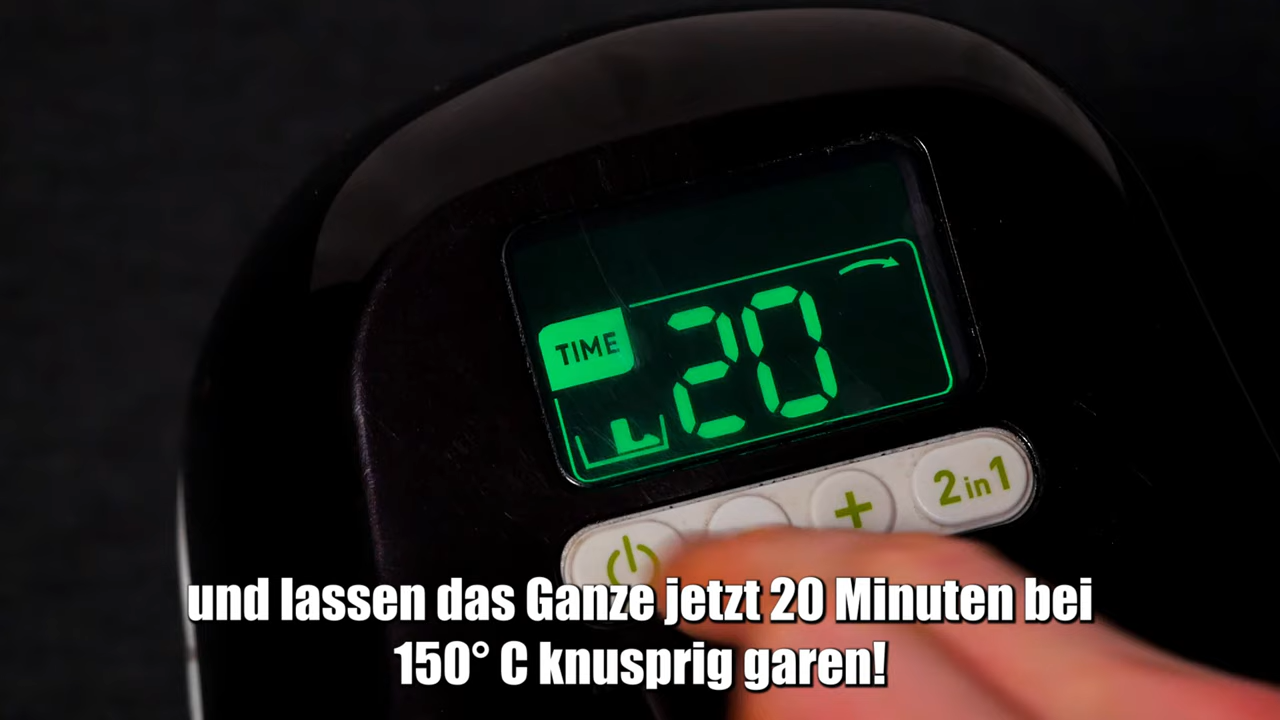 TIME 20
2in1
und lassen das Ganze jetzt 20 Minuten bei
150° C knusprig garen!